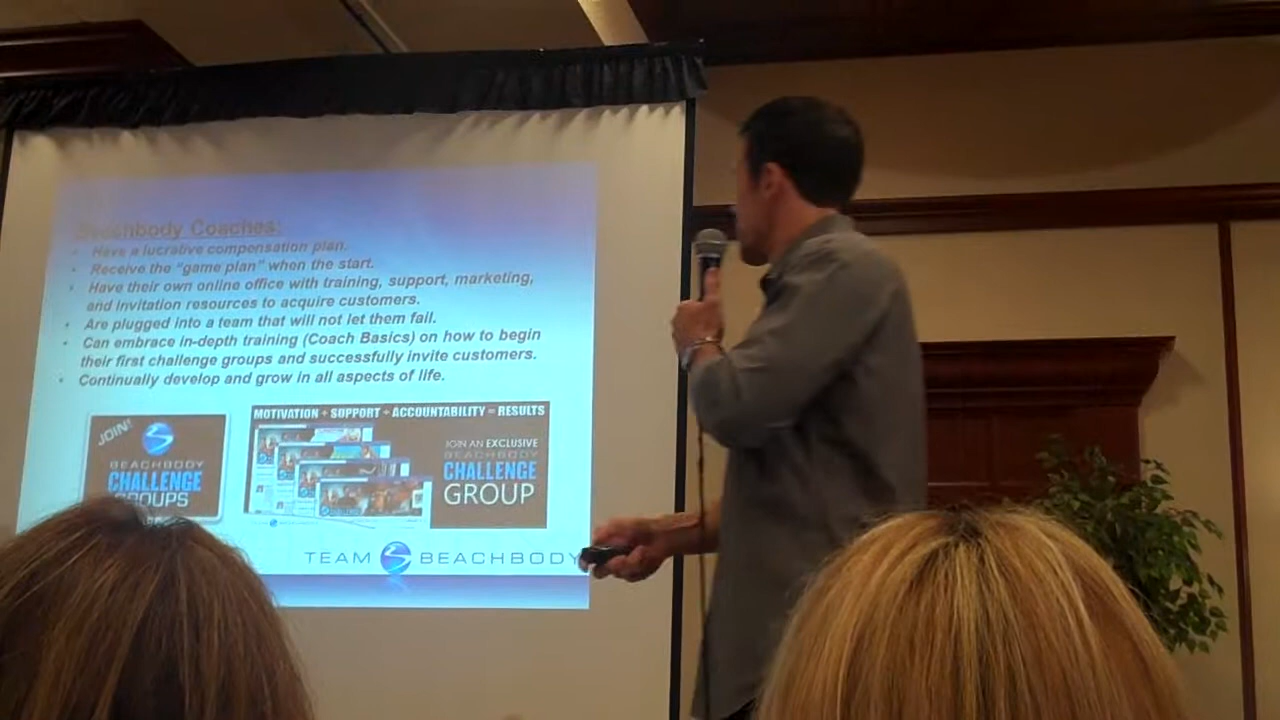 Beachbody Coaches:
Have a lucrative compensation plan.
Receive the "game plan" when the start.
Have their own online office with training, support, marketing,
and invitation resources to acquire customers.
Are plugged into a team that will not let them fail.
Can embrace in-depth training (Coach Basics) on how to begin
their first challenge groups and successfully invite customers.
Continually develop and grow in all aspects of life.
JOIN!
BEACHBODY
CHALLENGE
GROUPS
MOTIVATION + SUPPORT + ACCOUNTABILITY = RESULTS
JOIN AN EXCLUSIVE
BEACHBODY
CHALLENGE
GROUP
TEAM BEACHBODY